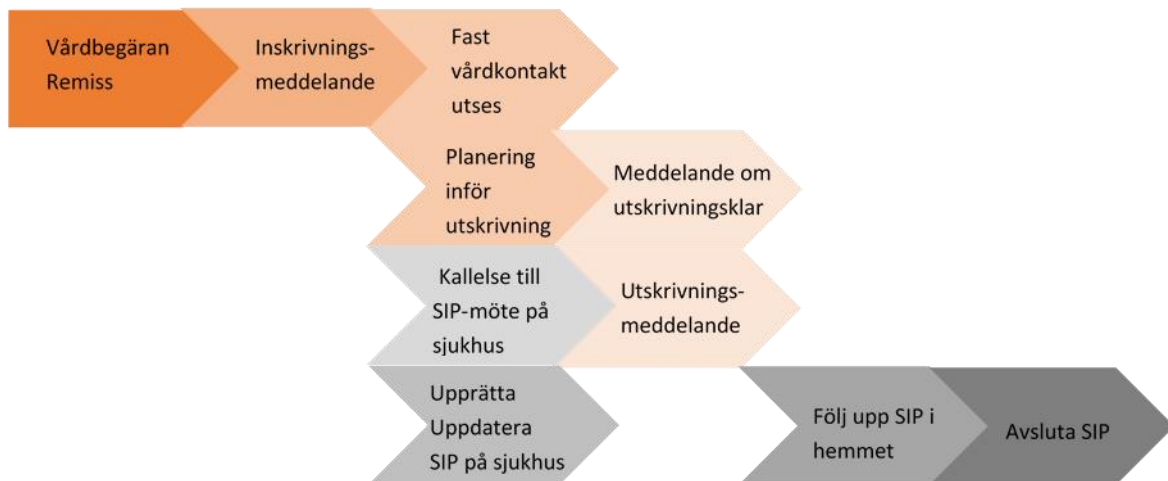 Vårdbegäran
Remiss
Inskrivnings-
meddelande
Fast
vårdkontakt
utses
Planering
inför
utskrivning
Meddelande om
utskrivningsklar
Kallelse till
SIP-möte på
sjukhus
Utskrivnings-
meddelande
Upprätta
Uppdatera
SIP på sjukhus
Följ upp SIP i
hemmet
Avsluta SIP